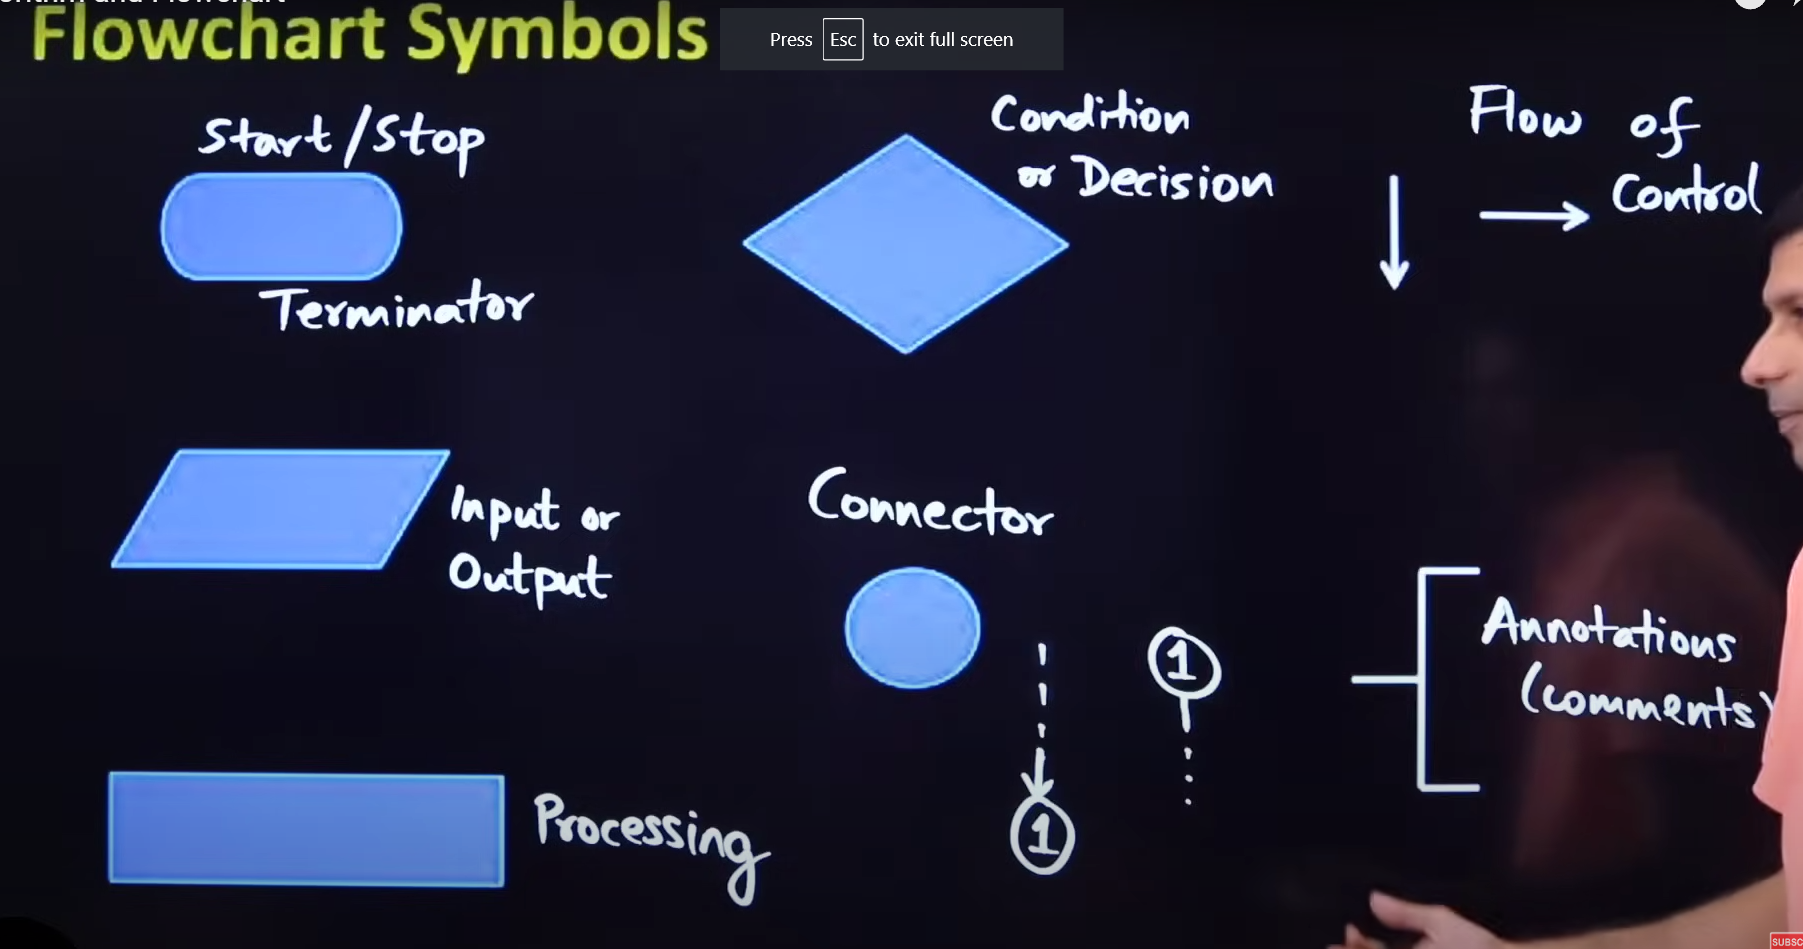 Flowchart Symbols
Press Esc to exit full screen
Start/Stop
Terminator
Condition
or Decision
Flow of
Control
Input or
Output
Connector
1
1
Annotations
(comments)
Processing
SUBSC